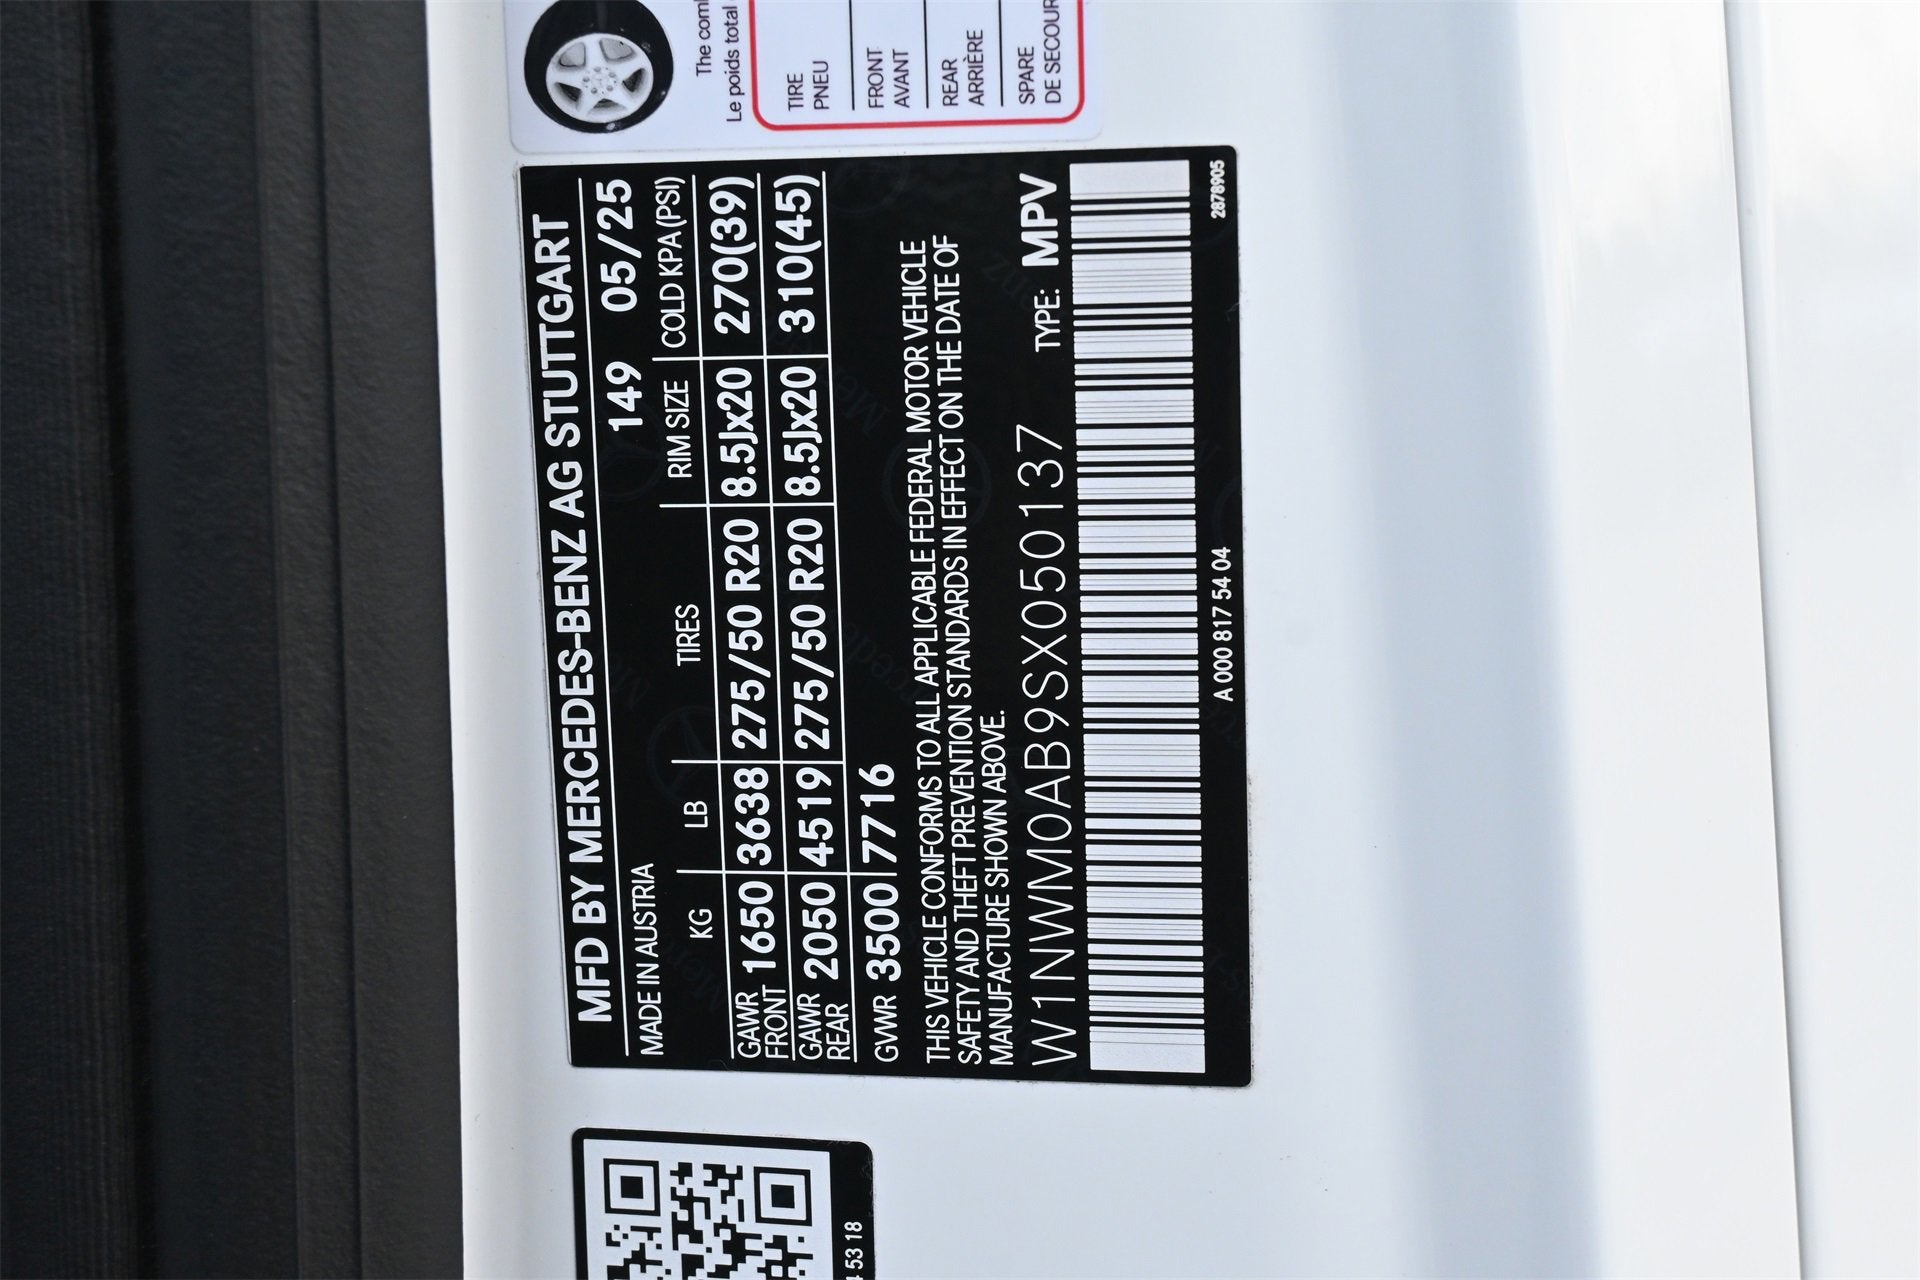 The
Le poids total
TIRE
PNEU
FRONT
AVANT
REAR
ARRIÈRE
SPARE
DE SECOUR
MFD BY MERCEDES-BENZ AG STUTTGART
MADE IN AUSTRIA 149 05/25
KG LB TIRES RIM SIZE COLD KPA(PSI)
GAWR FRONT 1650 3638 275/50 R20 8.5Jx20 270(39)
GAWR REAR 2050 4519 275/50 R20 8.5Jx20 310(45)
GWR 3500 7716
THIS VEHICLE CONFORMS TO ALL APPLICABLE FEDERAL MOTOR VEHICLE
SAFETY AND THEFT PREVENTION STANDARDS IN EFFECT ON THE DATE OF
MANUFACTURE SHOWN ABOVE.
W1NWM0AB9SX050137 TYPE: MPV
A 000 817 54 04 2878905
53 18